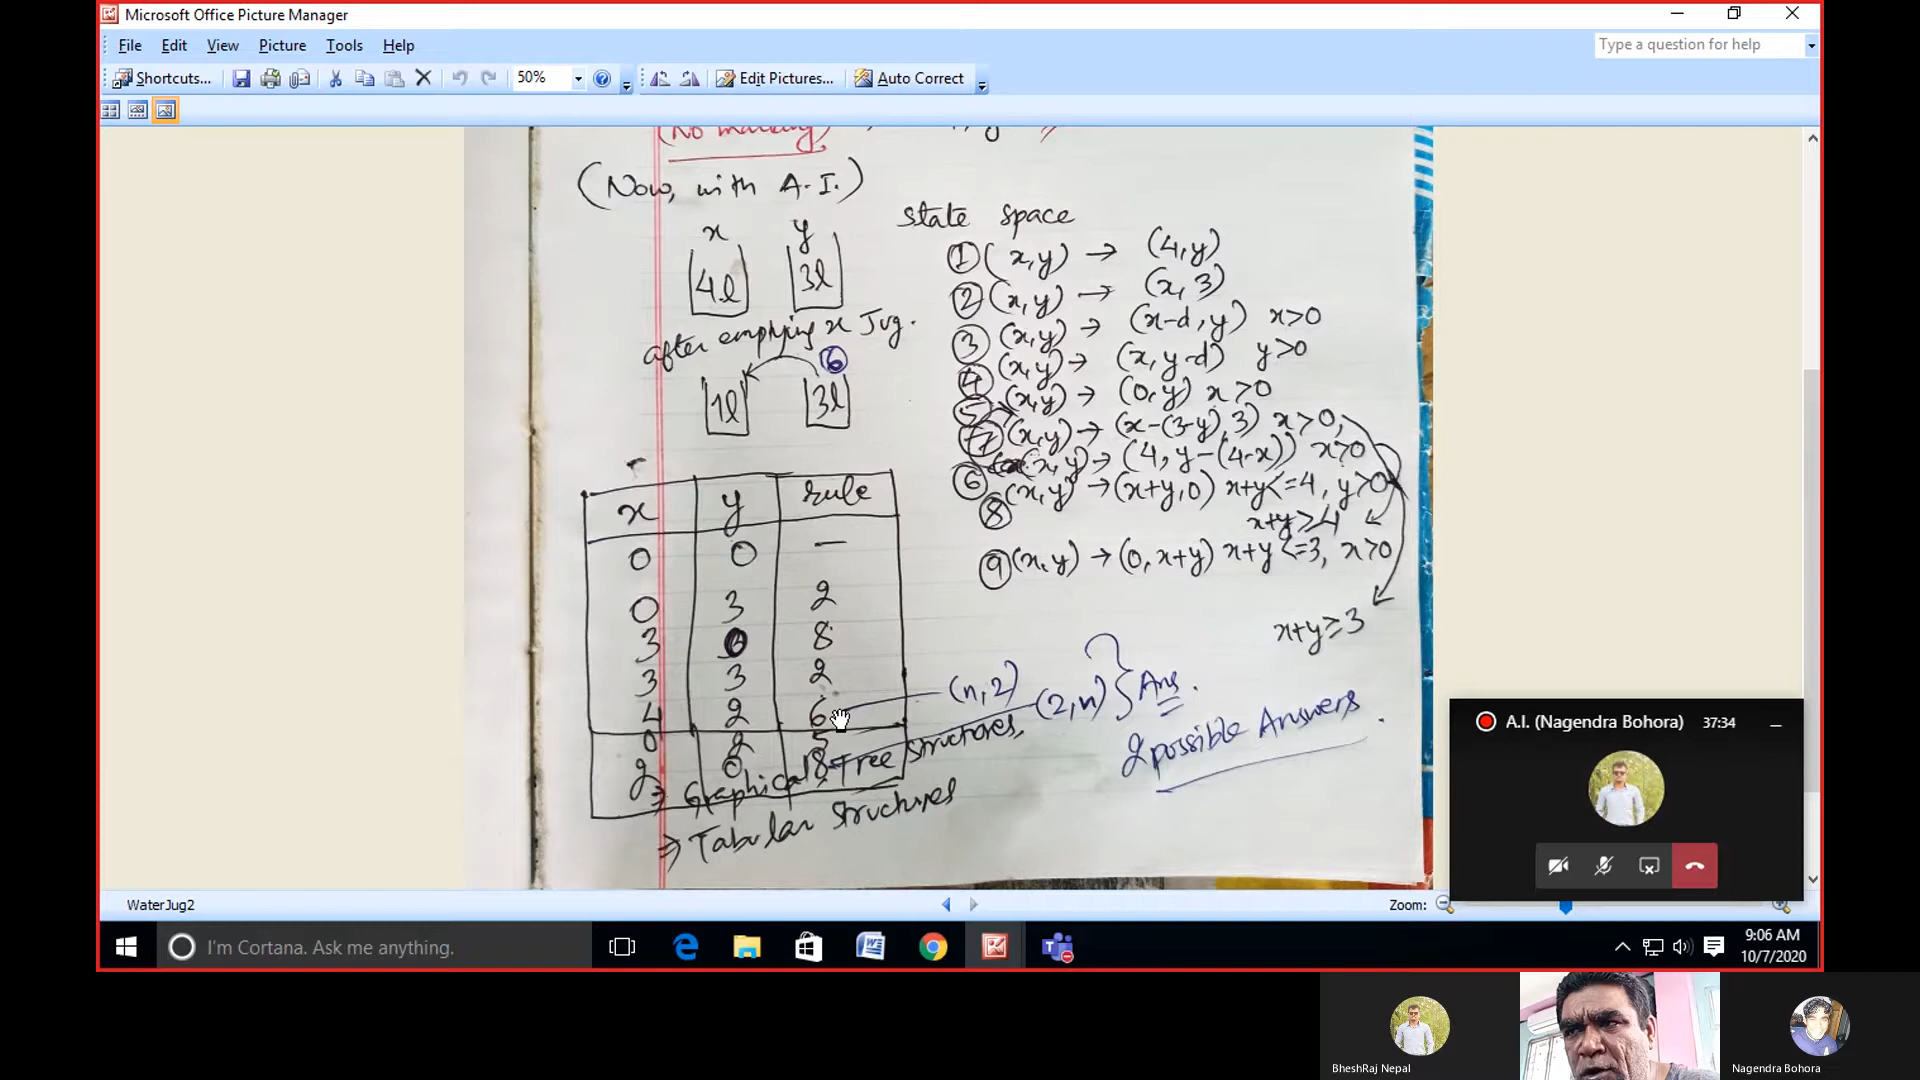 Microsoft Office Picture Manager
File Edit View Picture Tools Help
Type a question for help
Shortcuts...
50%
Edit Pictures...
Auto Correct
(No marking)
(Now, with A.I.)
x y
4l 3l
after emptying x Jug.
6
1l 3l
state space
1 (x,y) → (4,y)
2 (x,y) → (x,3)
3 (x,y) → (x-d,y) x>0
4 (x,y) → (x,y-d) y>0
5 (x,y) → (0,y) x>0
7 (x,y) → (x-(3-y),3) x>0,
6 (x,y) → (4,y-(4-x)) x>0
8 (x,y) → (x+y,0) x+y<=4, y>0
x+y≥4
9 (x,y) → (0,x+y) x+y<=3, x>0
x+y≥3
x y rule
0 0 —
0 3 2
3 0 8
3 3 2
4 2 6
0 2 5
2 0 8
(n,2)
(2,n) } Ans.
2 possible Answers.
⇒ Graphical, Tree structures,
⇒ Tabular structures
A.I. (Nagendra Bohora) 37:34
WaterJug2
Zoom:
I'm Cortana. Ask me anything.
9:06 AM
10/7/2020
BheshRaj Nepal
Nagendra Bohora